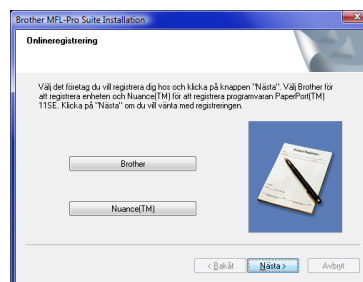 Brother MFL-Pro Suite Installation
Onlineregistrering
Välj det företag du vill registrera dig hos och klicka på knappen "Nästa". Välj Brother för
att registrera enheten och Nuance(TM) för att registrera programvaran PaperPort(TM)
11SE. Klicka på "Nästa" om du vill vänta med registreringen.
Brother
Nuance(TM)
< Bakåt
Nästa >
Avbryt